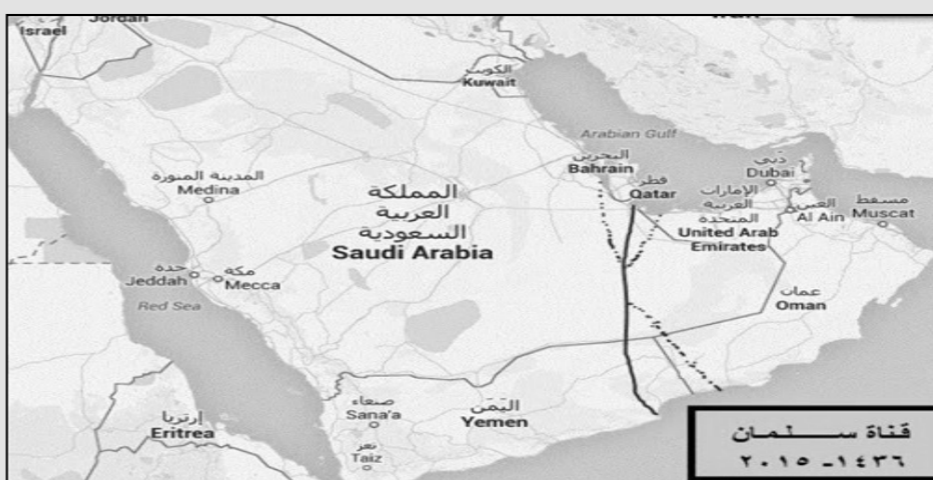 Jordan
Israel
Iran
الكويت
Kuwait
Arabian Gulf
البحرين
Bahrain
قطر
Qatar
دبي
Dubai
المدينة المنورة
Medina
المملكة
العربية
السعودية
Saudi Arabia
الإمارات
العربية
المتحدة
United Arab
Emirates
العين
Al Ain
مسقط
Muscat
جدة
Jeddah
مكة
Mecca
Red Sea
عمان
Oman
صنعاء
Sana'a
اليمن
Yemen
إرتريا
Eritrea
تعز
Taiz
قناة ســلـمـان
١٤٣٦- ٢٠١٥